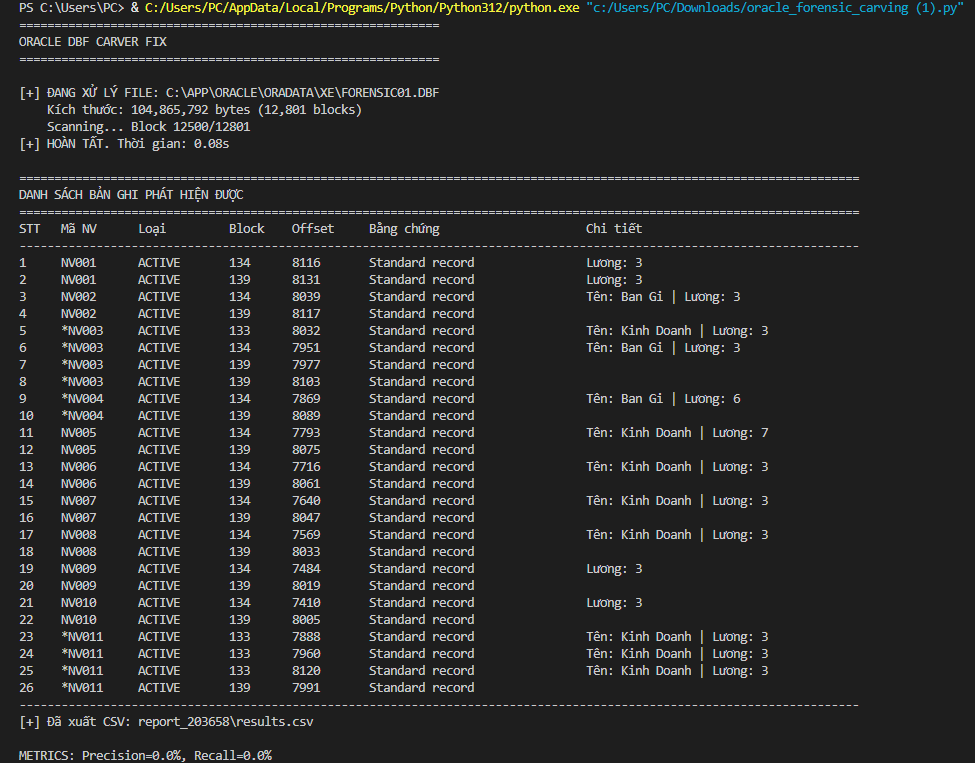 PS C:\Users\PC> & C:/Users/PC/AppData/Local/Programs/Python/Python312/python.exe "c:/Users/PC/Downloads/oracle_forensic_carving (1).py"
============================================================
ORACLE DBF CARVER FIX
============================================================
[+] ĐANG XỬ LÝ FILE: C:\APP\ORACLE\ORADATA\XE\FORENSIC01.DBF
Kích thước: 104,865,792 bytes (12,801 blocks)
Scanning... Block 12500/12801
[+] HOÀN TẤT. Thời gian: 0.08s
========================================================================================================================
DANH SÁCH BẢN GHI PHÁT HIỆN ĐƯỢC
========================================================================================================================
STT Mã NV Loại Block Offset Bằng chứng Chi tiết
------------------------------------------------------------------------------------------------------------------------
1 NV001 ACTIVE 134 8116 Standard record Lương: 3
2 NV001 ACTIVE 139 8131 Standard record Lương: 3
3 NV002 ACTIVE 134 8039 Standard record Tên: Ban Gi | Lương: 3
4 NV002 ACTIVE 139 8117 Standard record
5 *NV003 ACTIVE 133 8032 Standard record Tên: Kinh Doanh | Lương: 3
6 *NV003 ACTIVE 134 7951 Standard record Tên: Ban Gi | Lương: 3
7 *NV003 ACTIVE 139 7977 Standard record
8 *NV003 ACTIVE 139 8103 Standard record
9 *NV004 ACTIVE 134 7869 Standard record Tên: Ban Gi | Lương: 6
10 *NV004 ACTIVE 139 8089 Standard record
11 NV005 ACTIVE 134 7793 Standard record Tên: Kinh Doanh | Lương: 7
12 NV005 ACTIVE 139 8075 Standard record
13 NV006 ACTIVE 134 7716 Standard record Tên: Kinh Doanh | Lương: 3
14 NV006 ACTIVE 139 8061 Standard record
15 NV007 ACTIVE 134 7640 Standard record Tên: Kinh Doanh | Lương: 3
16 NV007 ACTIVE 139 8047 Standard record
17 NV008 ACTIVE 134 7569 Standard record Tên: Kinh Doanh | Lương: 3
18 NV008 ACTIVE 139 8033 Standard record
19 NV009 ACTIVE 134 7484 Standard record Lương: 3
20 NV009 ACTIVE 139 8019 Standard record
21 NV010 ACTIVE 134 7410 Standard record Lương: 3
22 NV010 ACTIVE 139 8005 Standard record
23 *NV011 ACTIVE 133 7888 Standard record Tên: Kinh Doanh | Lương: 3
24 *NV011 ACTIVE 133 7960 Standard record Tên: Kinh Doanh | Lương: 3
25 *NV011 ACTIVE 133 8120 Standard record Tên: Kinh Doanh | Lương: 3
26 *NV011 ACTIVE 139 7991 Standard record
------------------------------------------------------------------------------------------------------------------------
[+] Đã xuất CSV: report_203658\results.csv
METRICS: Precision=0.0%, Recall=0.0%